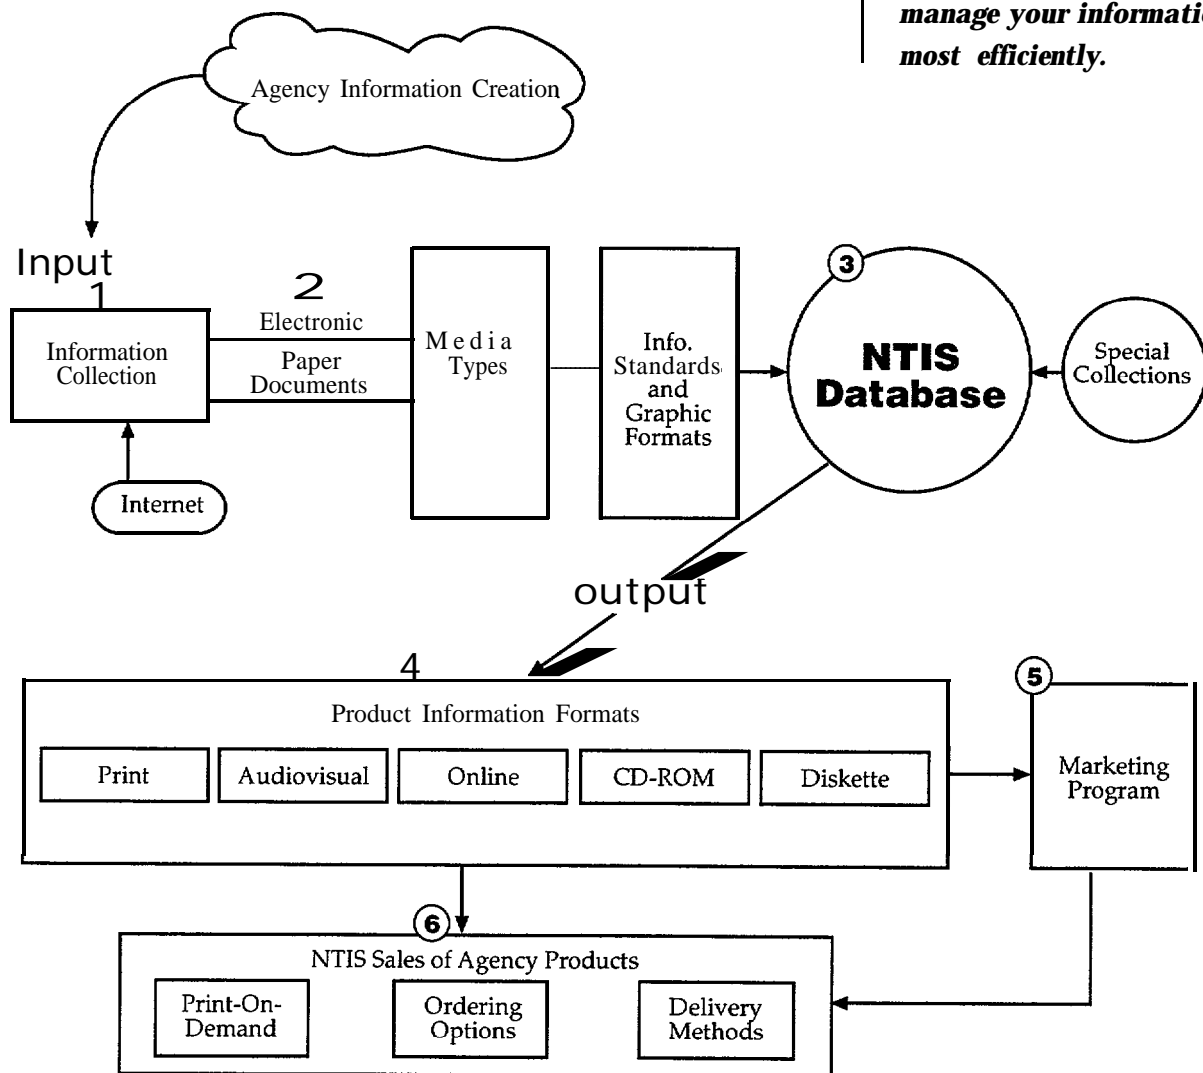 manage your informati
most efficiently.
Agency Information Creation
Input
1
2
Electronic
Paper
Documents
Information
Collection
Internet
Media
Types
Info.
Standards
and
Graphic
Formats
3
NTIS
Database
Special
Collections
output
4
Product Information Formats
Print
Audiovisual
Online
CD-ROM
Diskette
5
Marketing
Program
6
NTIS Sales of Agency Products
Print-On-
Demand
Ordering
Options
Delivery
Methods